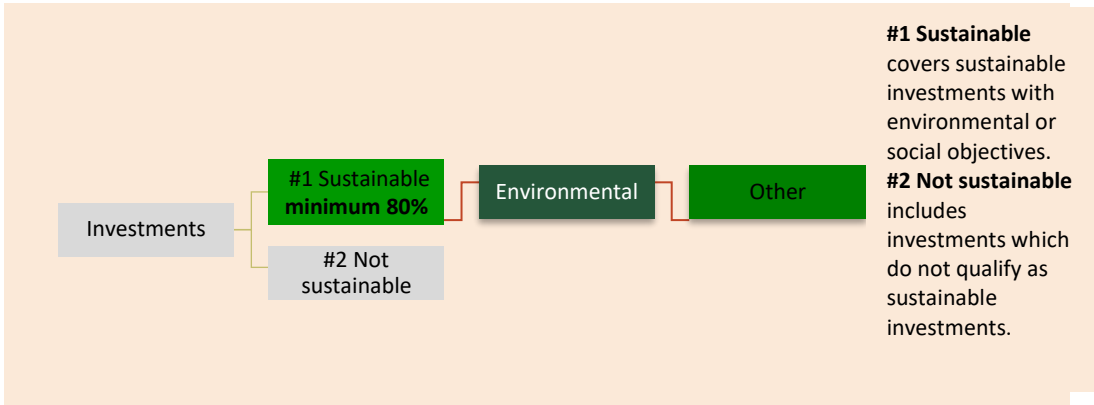 Investments
#1 Sustainable
minimum 80%
#2 Not
sustainable
Environmental
Other
#1 Sustainable
covers sustainable
investments with
environmental or
social objectives.
#2 Not sustainable
includes
investments which
do not qualify as
sustainable
investments.